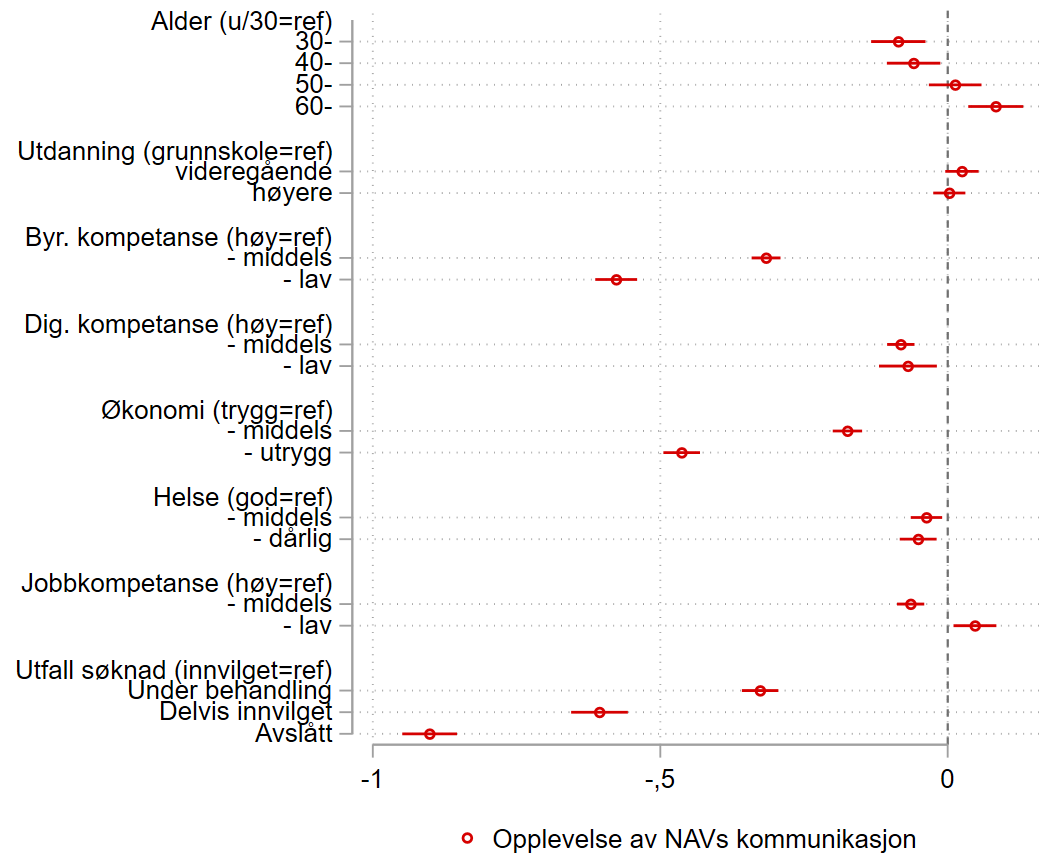 Alder (u/30=ref)
30-
40-
50-
60-
Utdanning (grunnskole=ref)
videregående
høyere
Byr. kompetanse (høy=ref)
- middels
- lav
Dig. kompetanse (høy=ref)
- middels
- lav
Økonomi (trygg=ref)
- middels
- utrygg
Helse (god=ref)
- middels
- dårlig
Jobbkompetanse (høy=ref)
- middels
- lav
Utfall søknad (innvilget=ref)
Under behandling
Delvis innvilget
Avslått
-1 -,5 0
Opplevelse av NAVs kommunikasjon